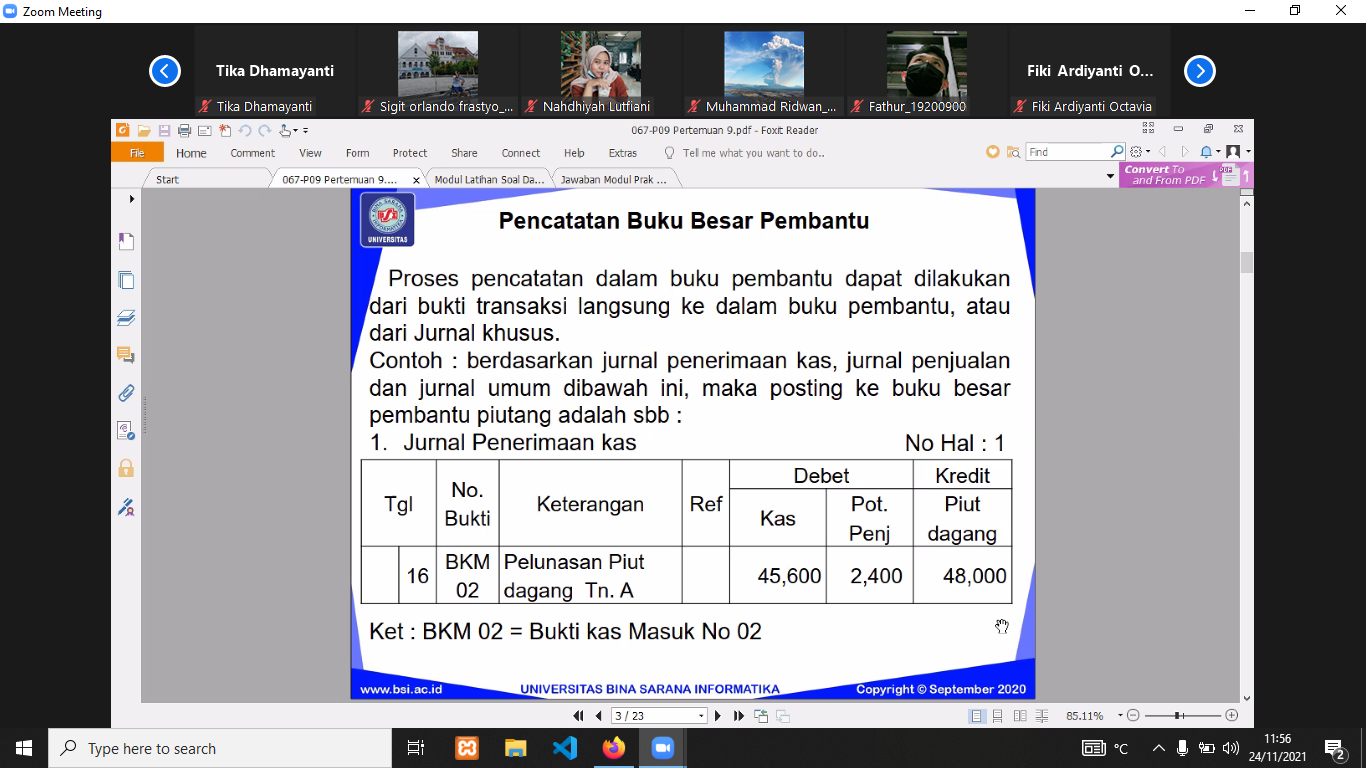 Zoom Meeting
Tika Dhamayanti
Fiki Ardiyanti O...
Tika Dhamayanti
Sigit orlando frastyo_...
Nahdhiyah Lutfiani
Muhammad Ridwan_...
Fathur_19200900
Fiki Ardiyanti Octavia
067-P09 Pertemuan 9.pdf - Foxit Reader
File Home Comment View Form Protect Share Connect Help Extras Tell me what you want to do.. Find
Start 067-P09 Pertemuan 9.... Modul Latihan Soal Da... Jawaban Modul Prak ...
Convert To
and From PDF
PDF
BINA SARANA INFORMATIKA
UNIVERSITAS
Pencatatan Buku Besar Pembantu
Proses pencatatan dalam buku pembantu dapat dilakukan
dari bukti transaksi langsung ke dalam buku pembantu, atau
dari Jurnal khusus.
Contoh : berdasarkan jurnal penerimaan kas, jurnal penjualan
dan jurnal umum dibawah ini, maka posting ke buku besar
pembantu piutang adalah sbb :
1. Jurnal Penerimaan kas No Hal : 1
Tgl
No.
Bukti
Keterangan
Ref
Debet
Kredit
Kas
Pot.
Penj
Piut
dagang
16
BKM
02
Pelunasan Piut
dagang Tn. A
45,600
2,400
48,000
Ket : BKM 02 = Bukti kas Masuk No 02
www.bsi.ac.id UNIVERSITAS BINA SARANA INFORMATIKA Copyright © September 2020
3 / 23
85.11%
Type here to search
°C
11:56
24/11/2021
2